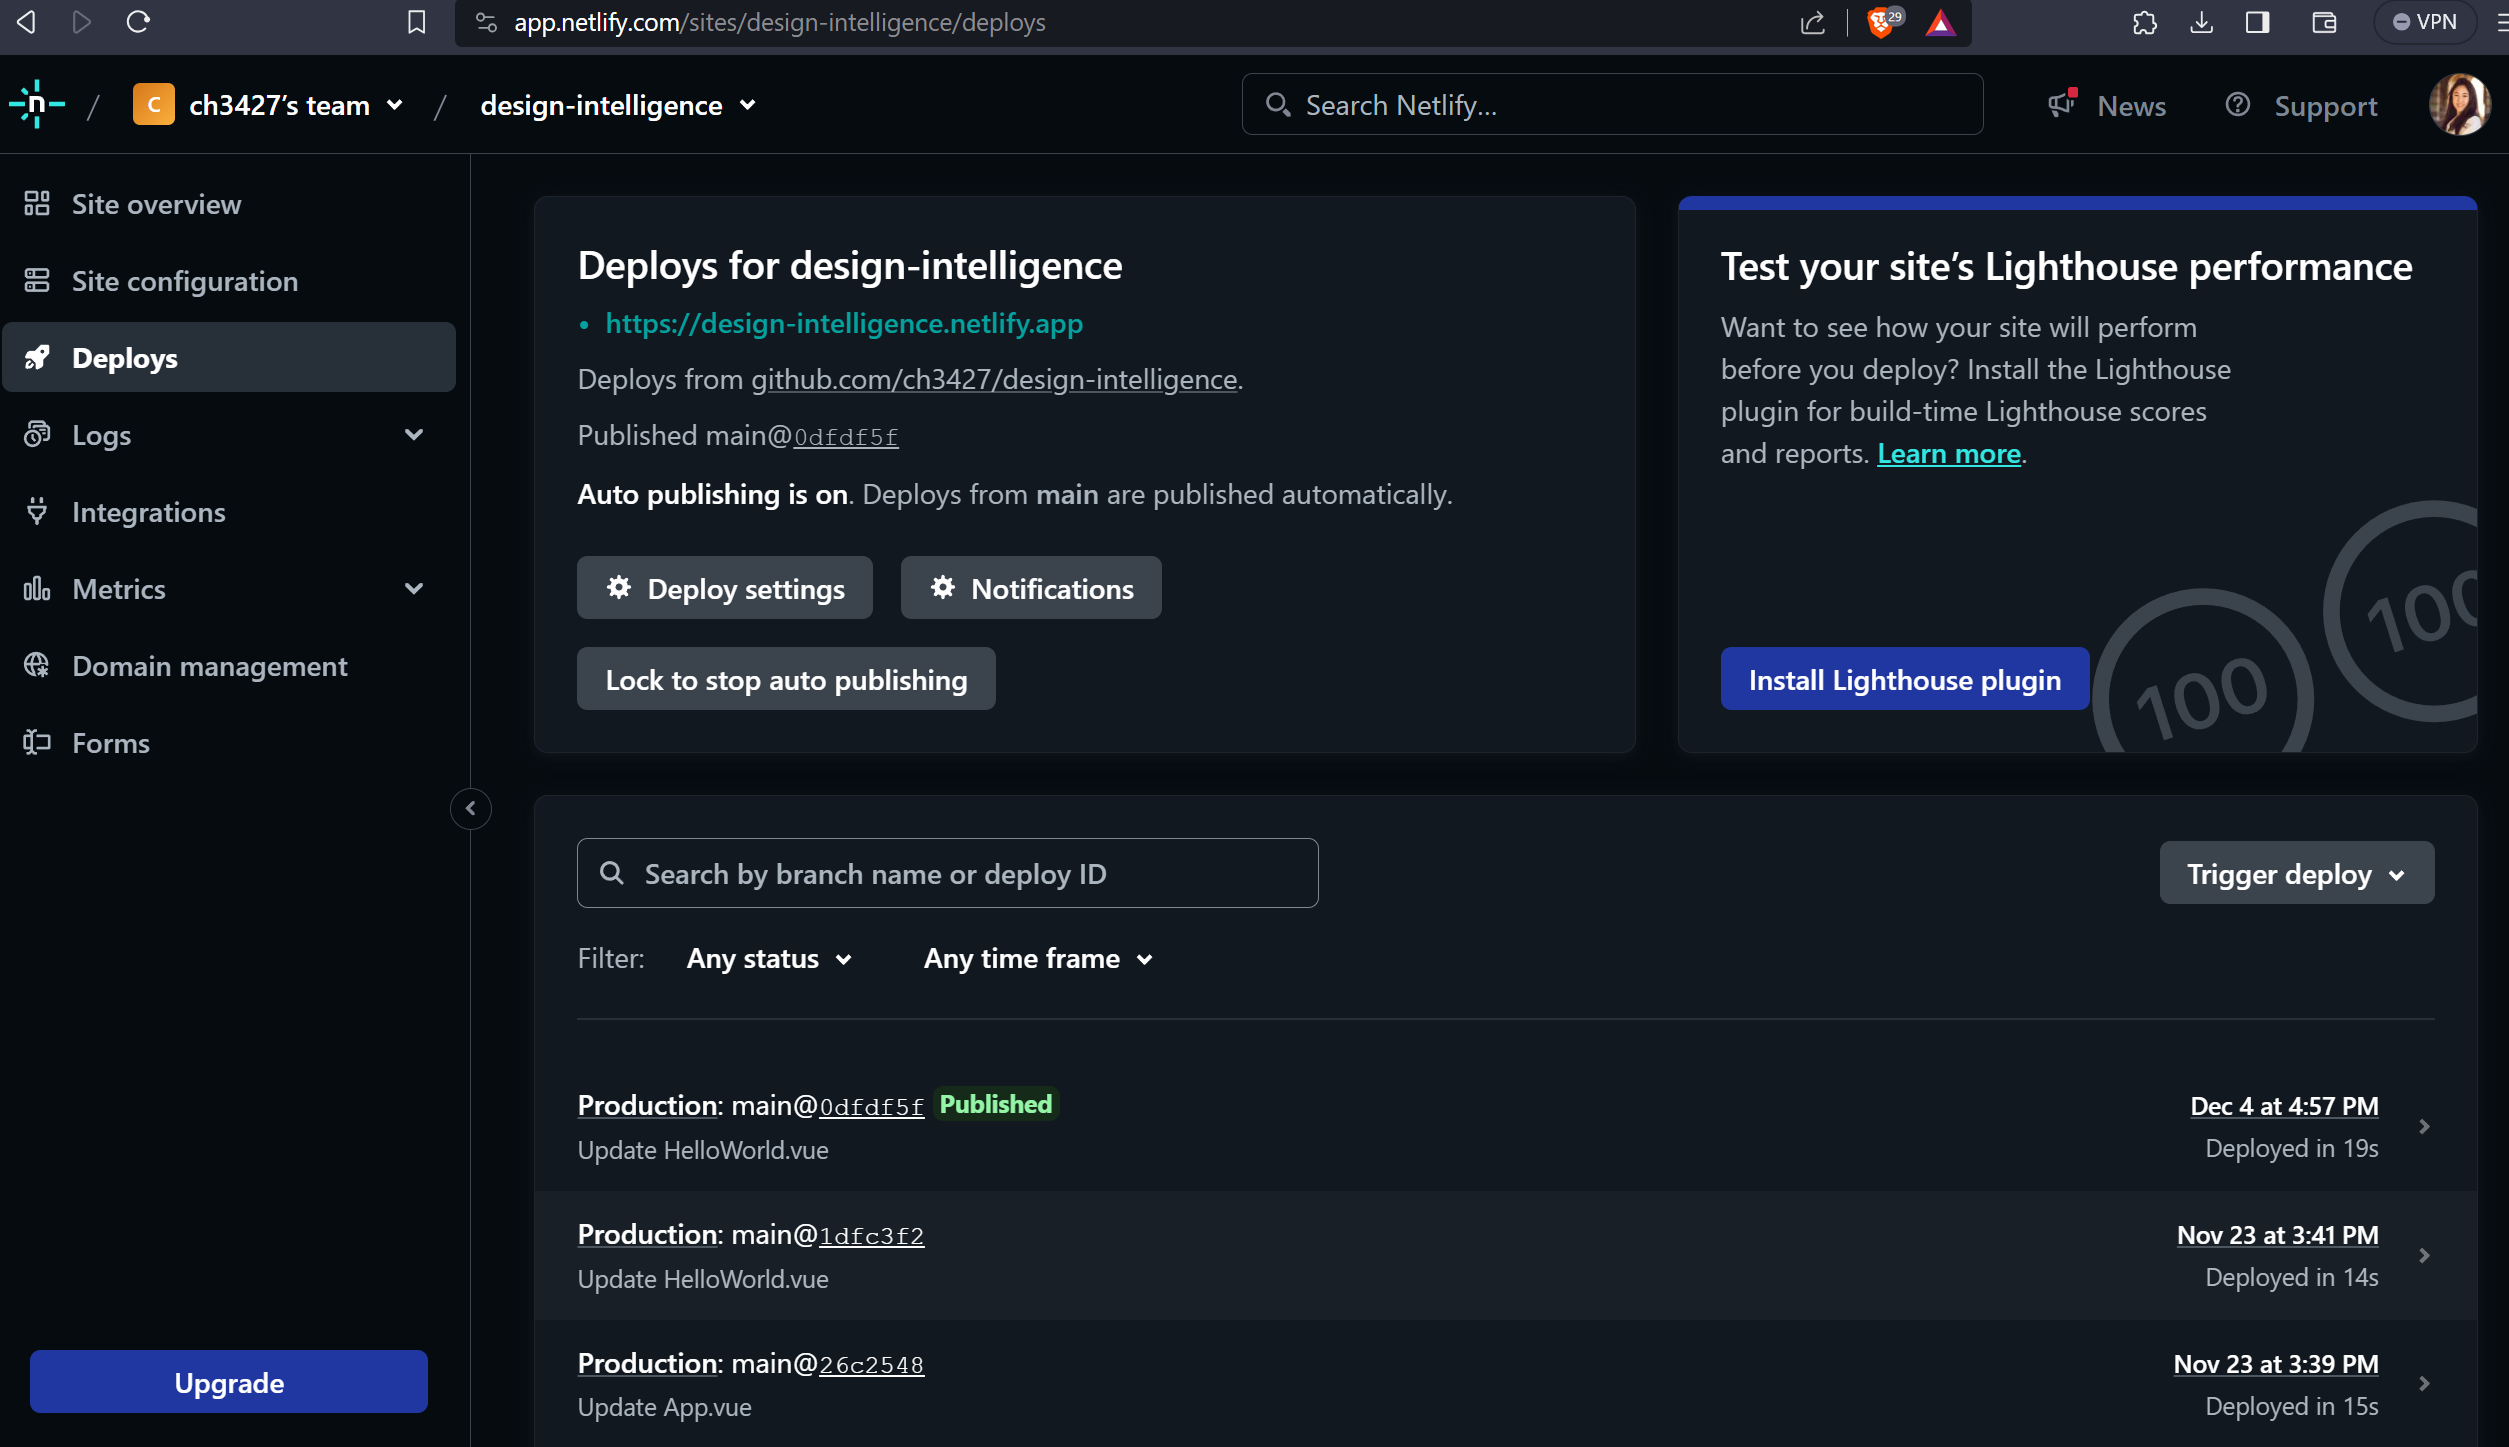 app.netlify.com/sites/design-intelligence/deploys
29
VPN
n / C ch3427's team / design-intelligence
Search Netlify...
News
Support
Site overview
Site configuration
Deploys
Logs
Integrations
Metrics
Domain management
Forms
Upgrade
Deploys for design-intelligence
• https://design-intelligence.netlify.app
Deploys from github.com/ch3427/design-intelligence.
Published main@0dfdf5f
Auto publishing is on. Deploys from main are published automatically.
Deploy settings
Notifications
Lock to stop auto publishing
Test your site's Lighthouse performance
Want to see how your site will perform
before you deploy? Install the Lighthouse
plugin for build-time Lighthouse scores
and reports. Learn more.
Install Lighthouse plugin
100
100
Search by branch name or deploy ID
Trigger deploy
Filter: Any status Any time frame
Production: main@0dfdf5f Published
Update HelloWorld.vue
Dec 4 at 4:57 PM
Deployed in 19s
Production: main@1dfc3f2
Update HelloWorld.vue
Nov 23 at 3:41 PM
Deployed in 14s
Production: main@26c2548
Update App.vue
Nov 23 at 3:39 PM
Deployed in 15s